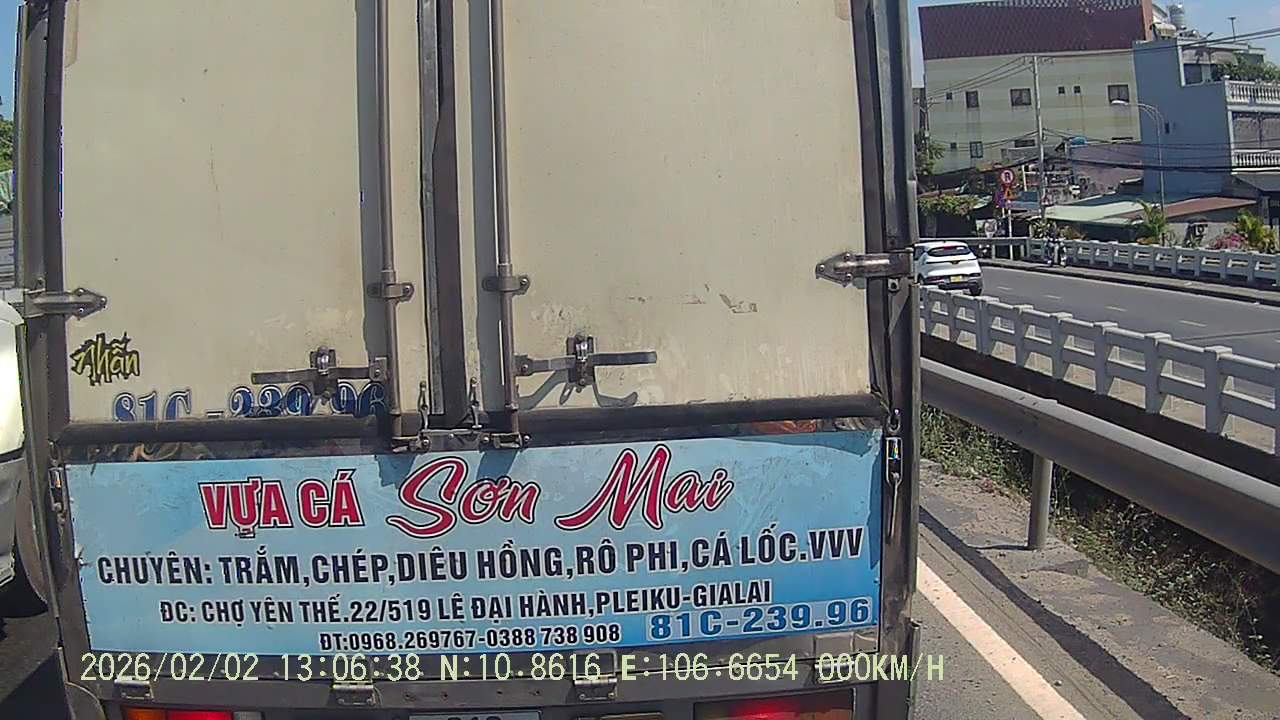 Nhẫn
81C-239.96
VỰA CÁ Sơn Mai
CHUYÊN: TRẮM,CHÉP,DIÊU HỒNG,RÔ PHI,CÁ LỐC.VVV
ĐC: CHỢ YÊN THẾ.22/519 LÊ ĐẠI HÀNH,PLEIKU-GIALAI
ĐT:0968.269767-0388 738 908
81C-239.96
2026/02/02 13:06:38 N:10.8616 E:106.6654 000KM/H